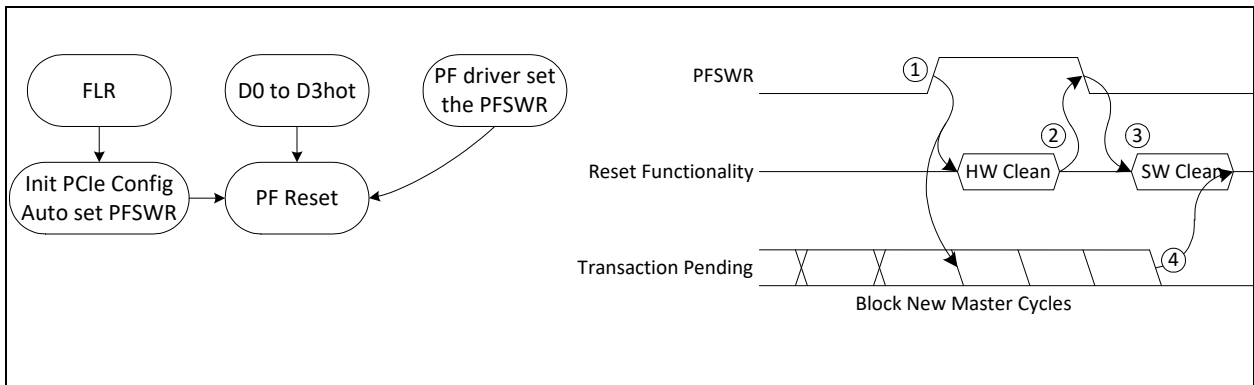 FLR
D0 to D3hot
PF driver set
the PFSWR
Init PCIe Config
Auto set PFSWR
PF Reset
PFSWR
1
2
3
Reset Functionality
HW Clean
SW Clean
Transaction Pending
4
Block New Master Cycles